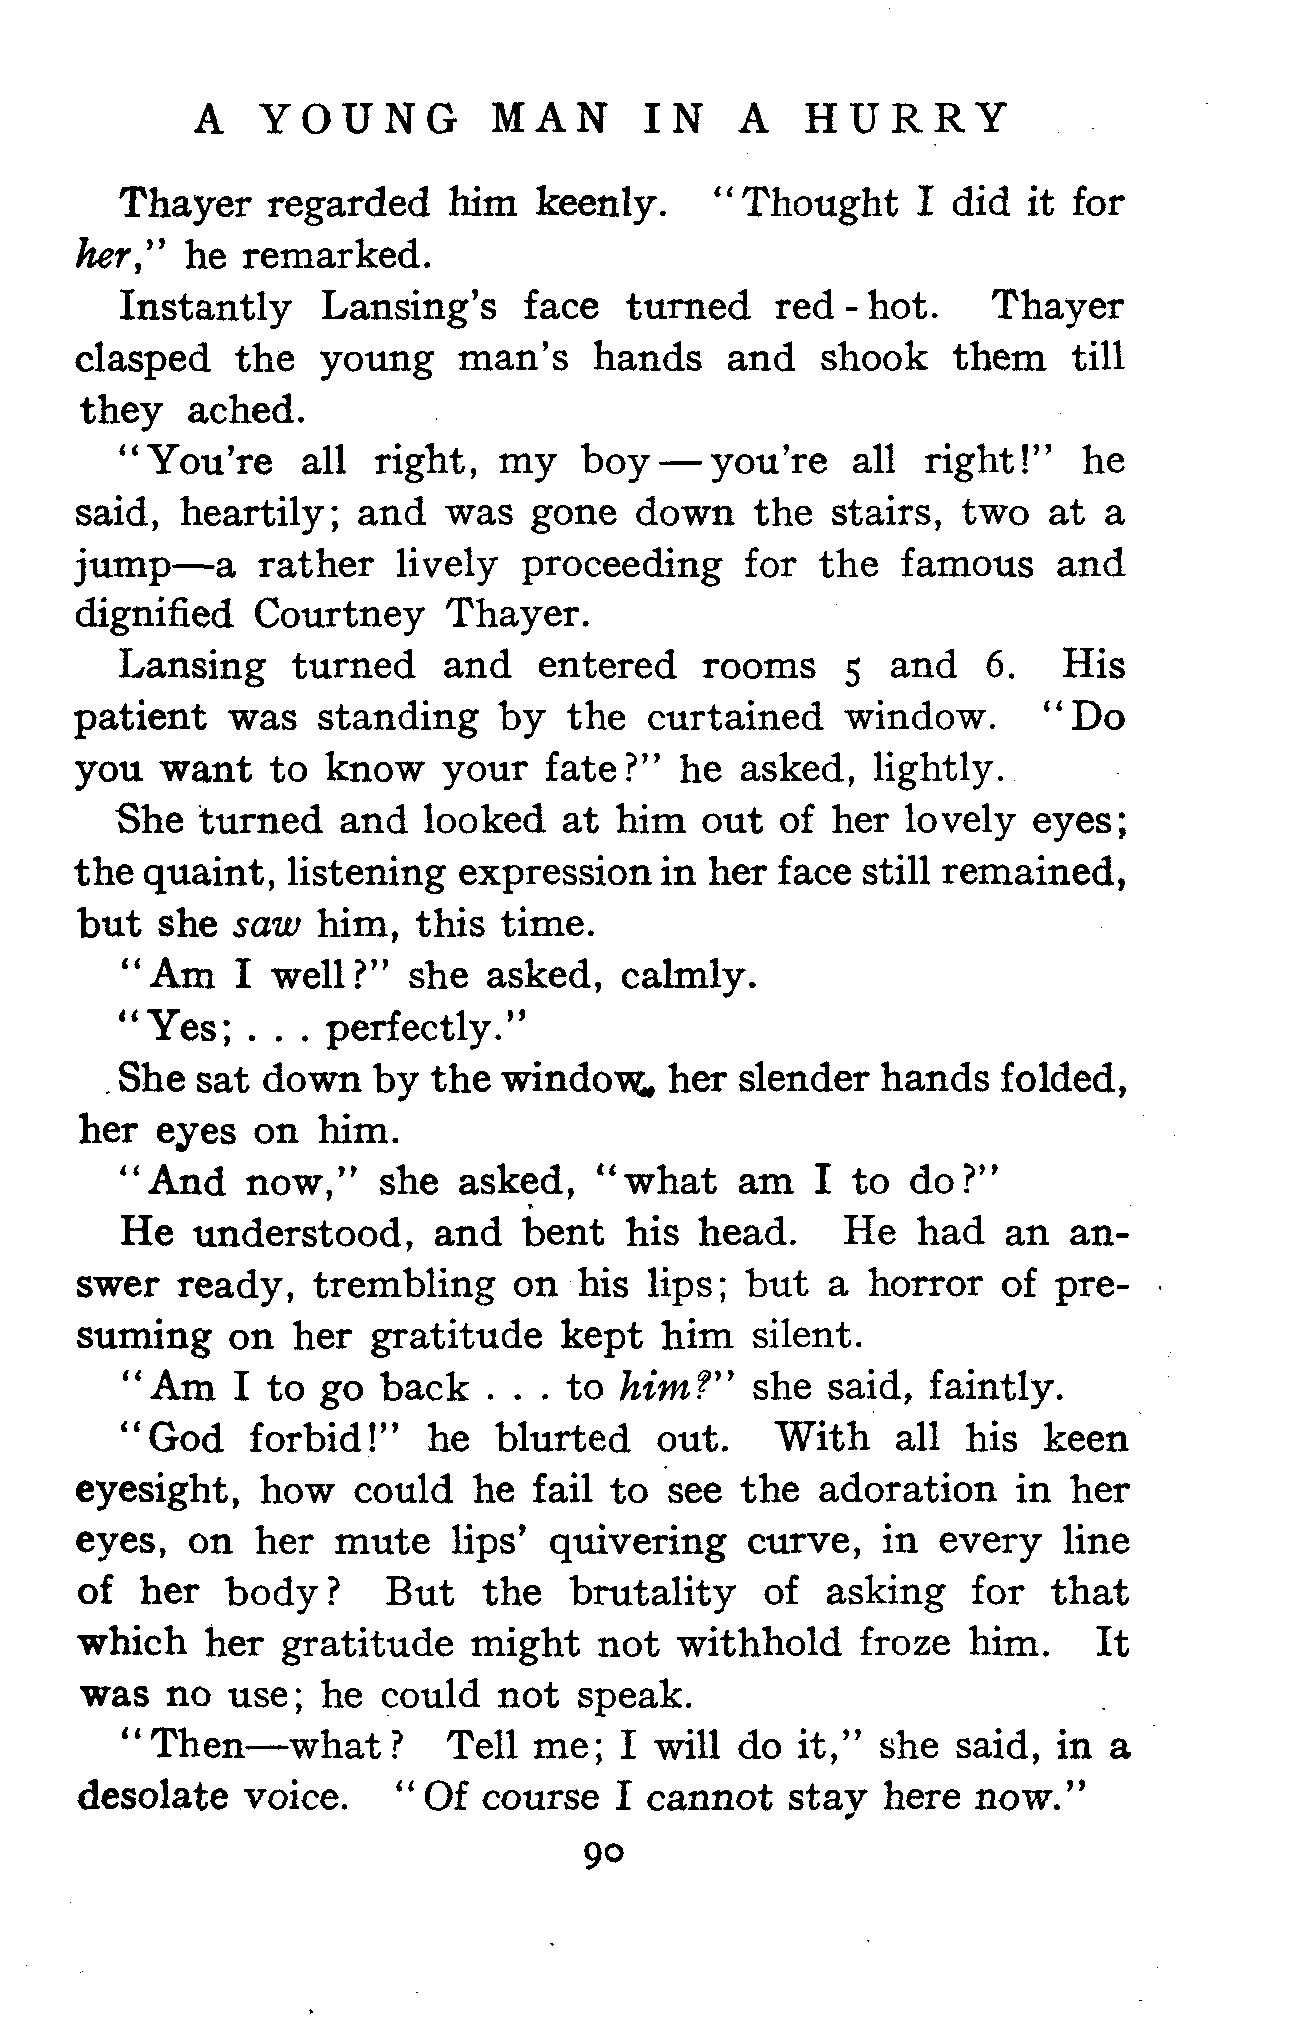 A YOUNG MAN IN A HURRY
Thayer regarded him keenly. "Thought I did it for
her," he remarked.
Instantly Lansing's face turned red-hot. Thayer
clasped the young man's hands and shook them till
they ached.
"You're all right, my boy—you're all right!" he
said, heartily; and was gone down the stairs, two at a
jump—a rather lively proceeding for the famous and
dignified Courtney Thayer.
Lansing turned and entered rooms 5 and 6. His
patient was standing by the curtained window. "Do
you want to know your fate?" he asked, lightly.
She turned and looked at him out of her lovely eyes;
the quaint, listening expression in her face still remained,
but she saw him, this time.
"Am I well?" she asked, calmly.
"Yes; . . . perfectly."
She sat down by the window, her slender hands folded,
her eyes on him.
"And now," she asked, "what am I to do?"
He understood, and bent his head. He had an an-
swer ready, trembling on his lips; but a horror of pre-
suming on her gratitude kept him silent.
"Am I to go back . . . to him?" she said, faintly.
"God forbid!" he blurted out. With all his keen
eyesight, how could he fail to see the adoration in her
eyes, on her mute lips' quivering curve, in every line
of her body? But the brutality of asking for that
which her gratitude might not withhold froze him. It
was no use; he could not speak.
"Then—what? Tell me; I will do it," she said, in a
desolate voice. "Of course I cannot stay here now."
90